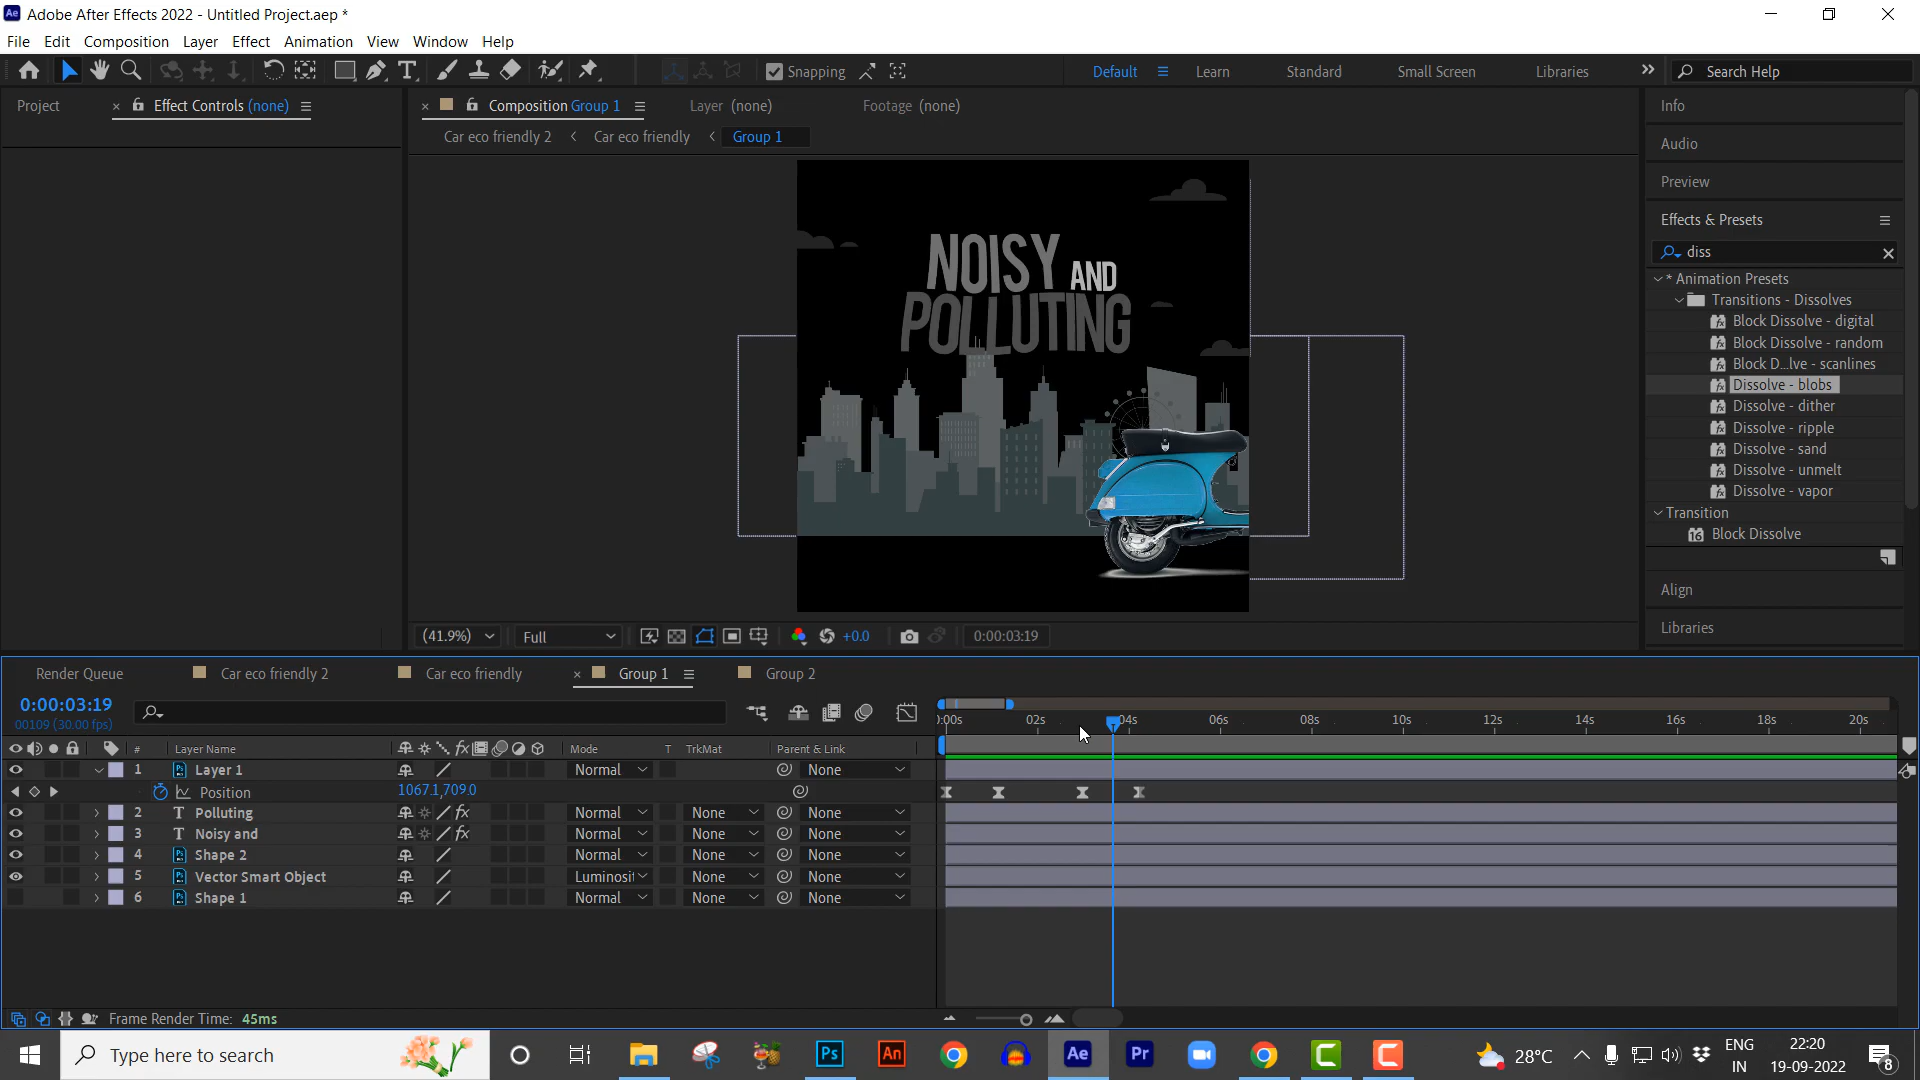 Adobe After Effects 2022 - Untitled Project.aep *
File Edit Composition Layer Effect Animation View Window Help
Snapping
Default Learn Standard Small Screen Libraries
Search Help
Project
Effect Controls (none)
Composition Group 1
Layer (none)
Footage (none)
Car eco friendly 2 < Car eco friendly < Group 1
NOISY AND
POLLUTING
(41.9%)
Full
+0.0
0:00:03:19
Info
Audio
Preview
Effects & Presets
diss
* Animation Presets
Transitions - Dissolves
Block Dissolve - digital
Block Dissolve - random
Block D...lve - scanlines
Dissolve - blobs
Dissolve - dither
Dissolve - ripple
Dissolve - sand
Dissolve - unmelt
Dissolve - vapor
Transition
Block Dissolve
Align
Libraries
Render Queue
Car eco friendly 2
Car eco friendly
Group 1
Group 2
0:00:03:19
00109 (30.00 fps)
):00s 02s 04s 06s 08s 10s 12s 14s 16s 18s 20s
# Layer Name Mode T TrkMat Parent & Link
1 Layer 1 Normal None
Position 1067.1,709.0
2 T Polluting fx Normal None None
3 T Noisy and fx Normal None None
4 Shape 2 Normal None None
5 Vector Smart Object Luminosit None None
6 Shape 1 Normal None None
Frame Render Time: 45ms
Type here to search
Ps
An
Ae
Pr
28°C
ENG
IN
22:20
19-09-2022
8